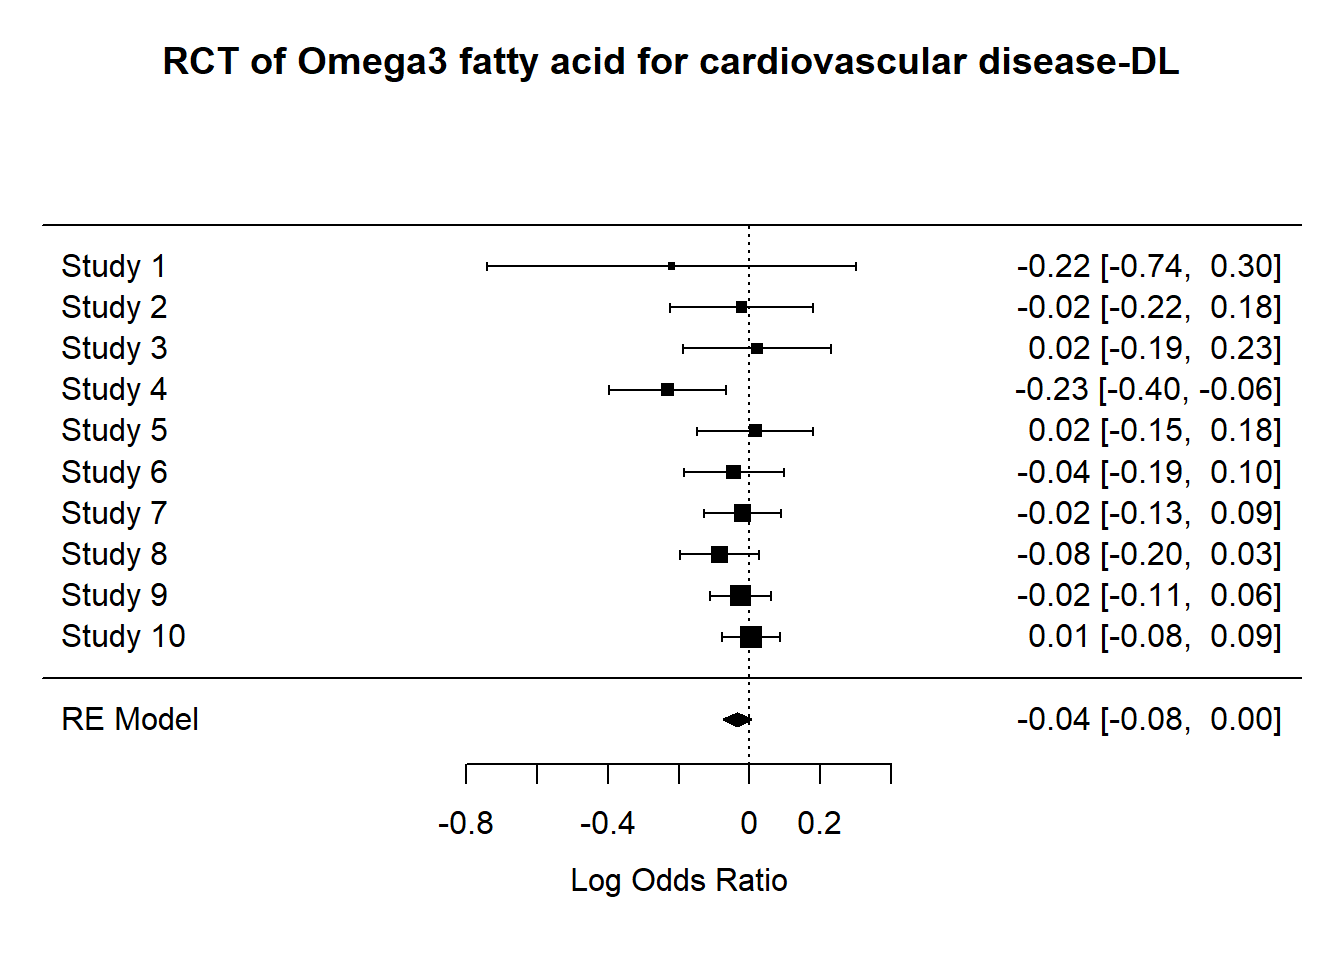 RCT of Omega3 fatty acid for cardiovascular disease-DL
Study 1 -0.22 [-0.74, 0.30]
Study 2 -0.02 [-0.22, 0.18]
Study 3 0.02 [-0.19, 0.23]
Study 4 -0.23 [-0.40, -0.06]
Study 5 0.02 [-0.15, 0.18]
Study 6 -0.04 [-0.19, 0.10]
Study 7 -0.02 [-0.13, 0.09]
Study 8 -0.08 [-0.20, 0.03]
Study 9 -0.02 [-0.11, 0.06]
Study 10 0.01 [-0.08, 0.09]
RE Model -0.04 [-0.08, 0.00]
-0.8 -0.4 0 0.2
Log Odds Ratio